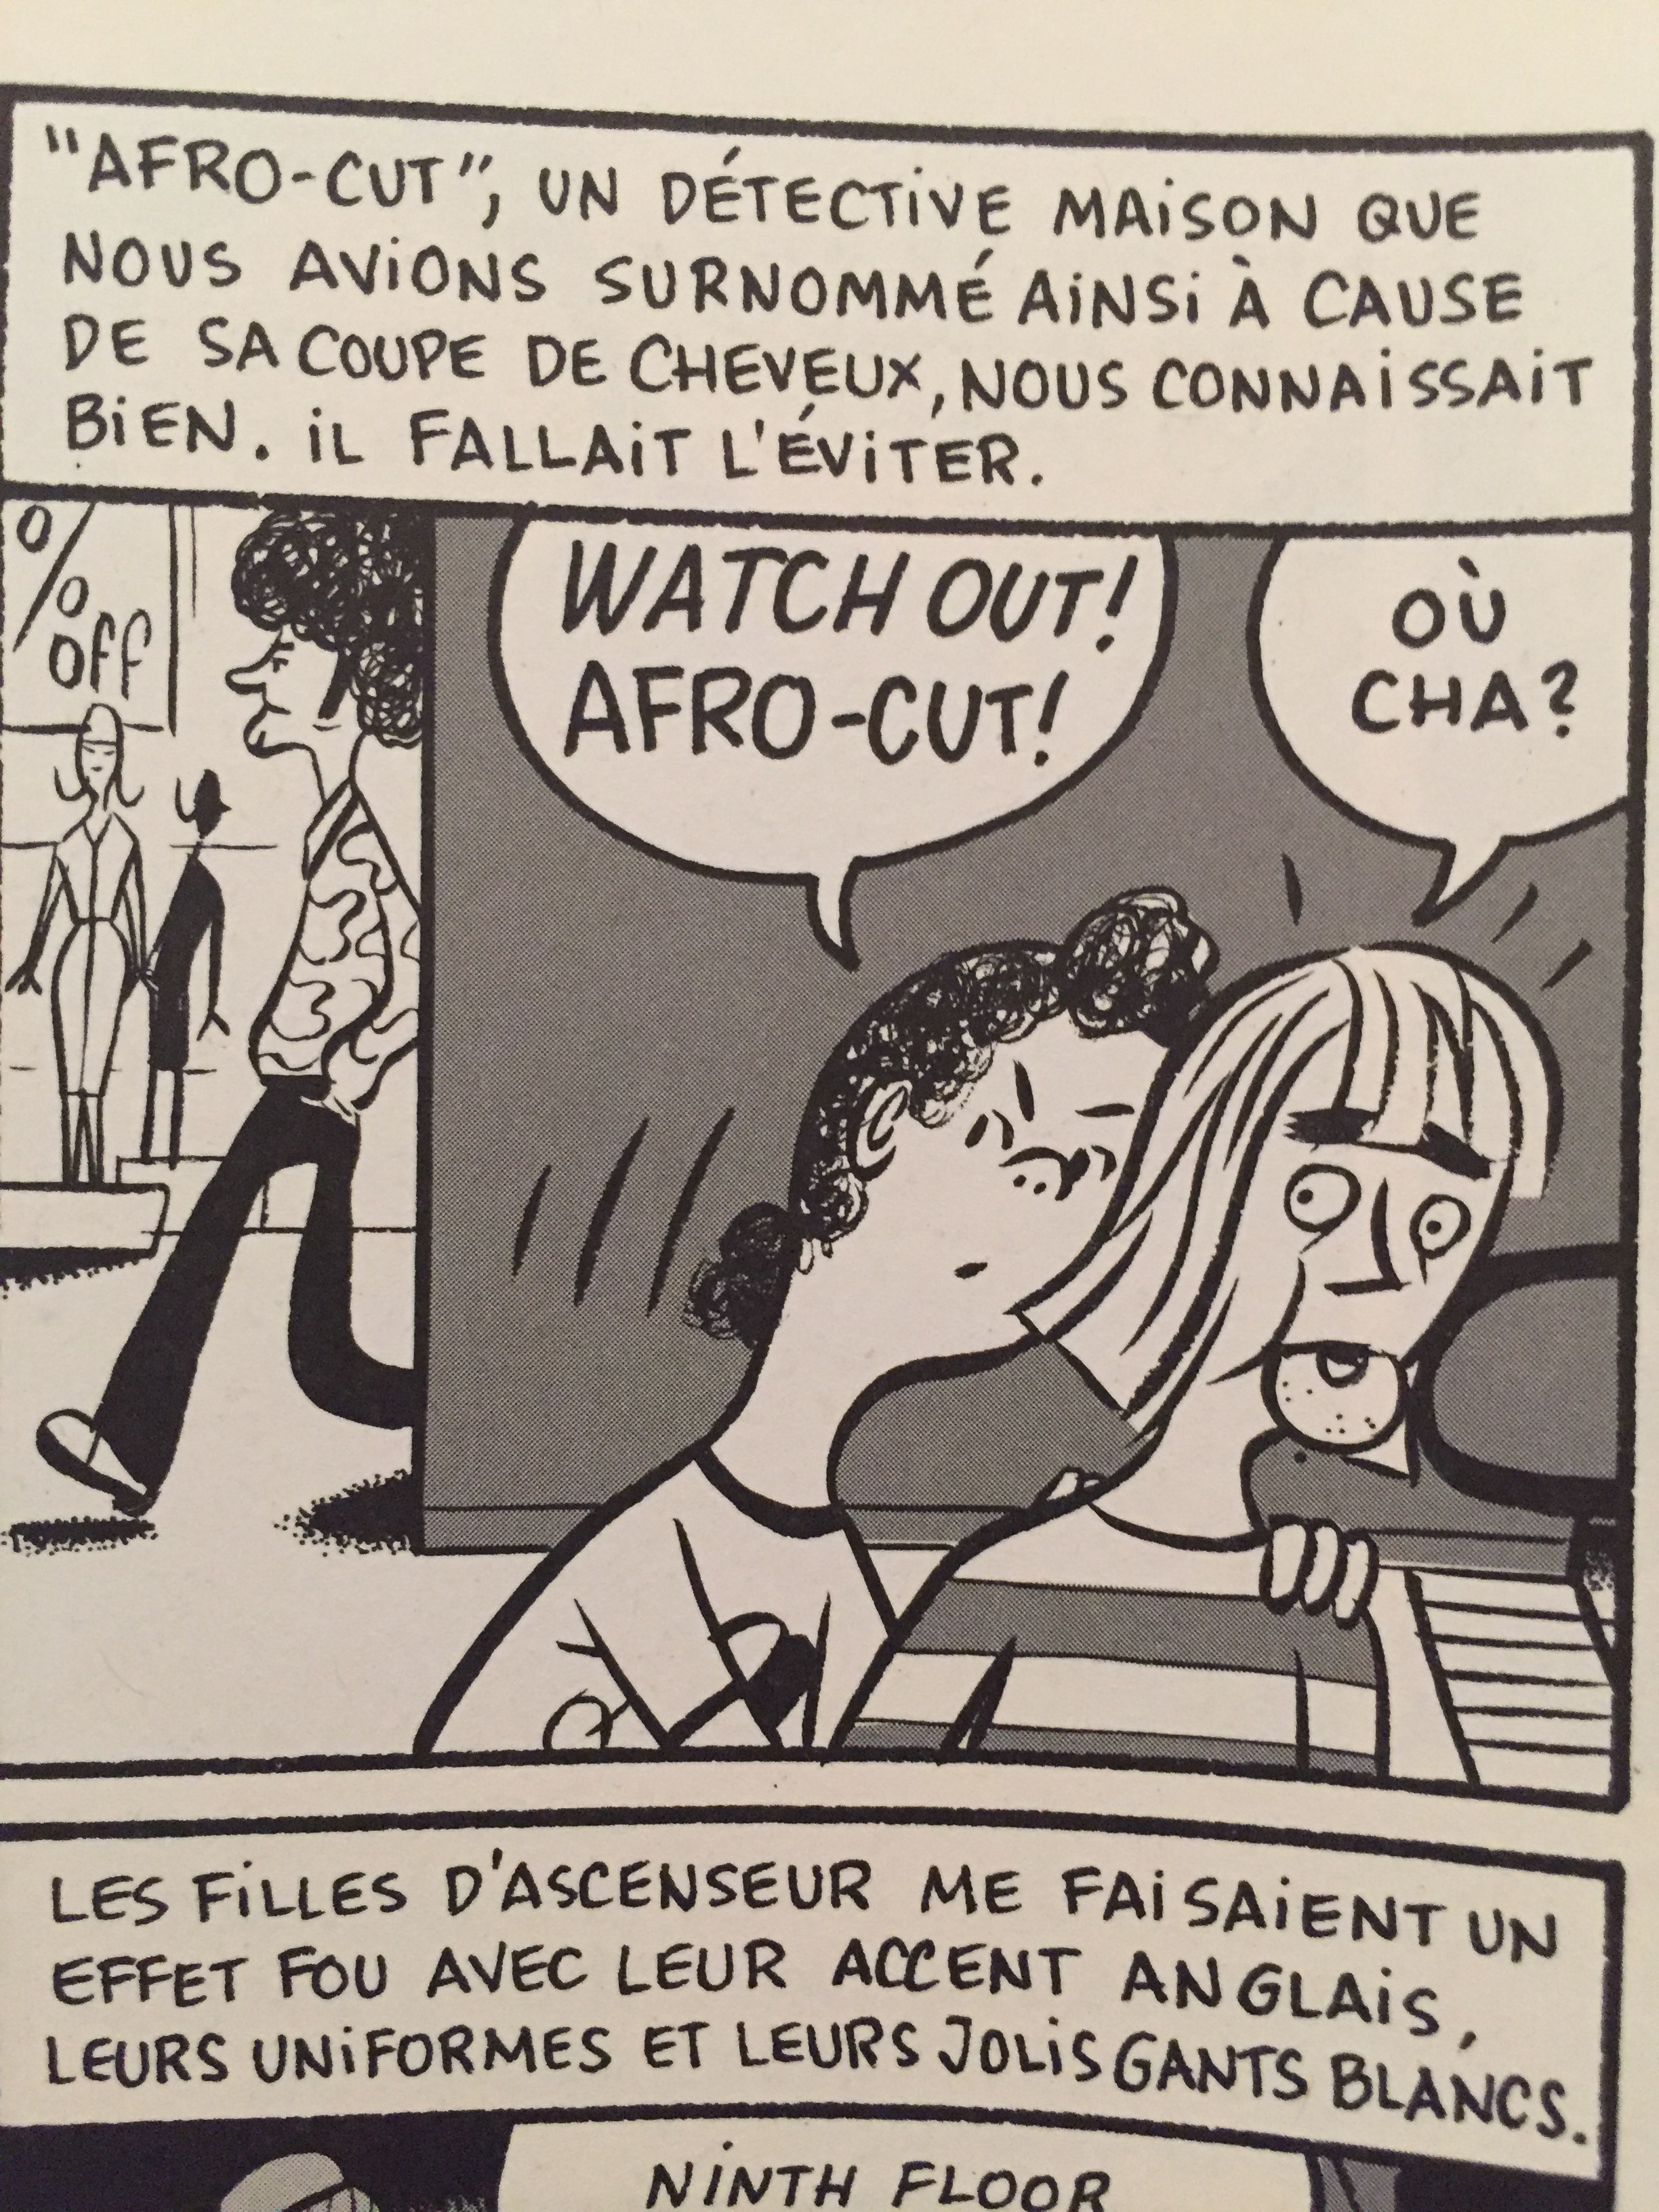 "AFRO-CUT", UN DÉTECTIVE MAISON QUE
NOUS AVIONS SURNOMMÉ AINSI À CAUSE
DE SA COUPE DE CHEVEUX, NOUS CONNAISSAIT
BIEN. IL FALLAIT L'ÉVITER.
%
OFF
WATCH OUT!
AFRO-CUT!
OÙ
CHA?
LES FILLES D'ASCENSEUR ME FAISAIENT UN
EFFET FOU AVEC LEUR ACCENT ANGLAIS,
LEURS UNIFORMES ET LEURS JOLIS GANTS BLANCS.
NINTH FLOOR